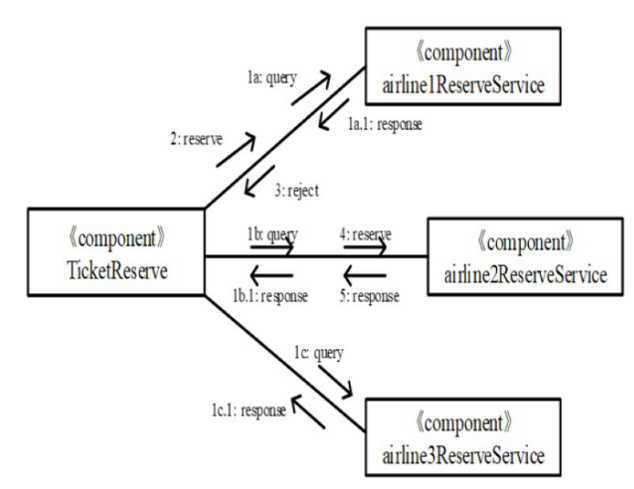 《component》
airline1ReserveService
1a: query
1a.1: response
2: reserve
3: reject
《component》
TicketReserve
1b: query
4: reserve
《component》
airline2ReserveService
1b.1: response
5: response
1c: query
1c.1: response
《component》
airline3ReserveService